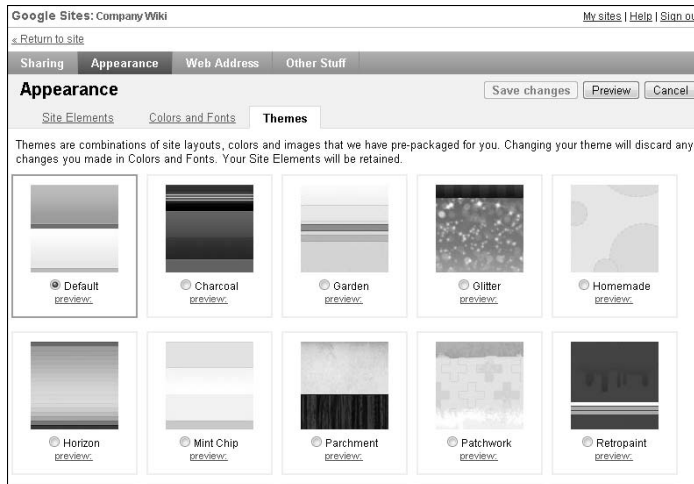 Google Sites: Company Wiki My sites | Help | Sign ou
« Return to site
Sharing Appearance Web Address Other Stuff
Appearance Save changes Preview Cancel
Site Elements Colors and Fonts Themes
Themes are combinations of site layouts, colors and images that we have pre-packaged for you. Changing your theme will discard any
changes you made in Colors and Fonts. Your Site Elements will be retained.
Default Charcoal Garden Glitter Homemade
preview: preview: preview: preview: preview:
Horizon Mint Chip Parchment Patchwork Retropaint
preview: preview: preview: preview: preview: